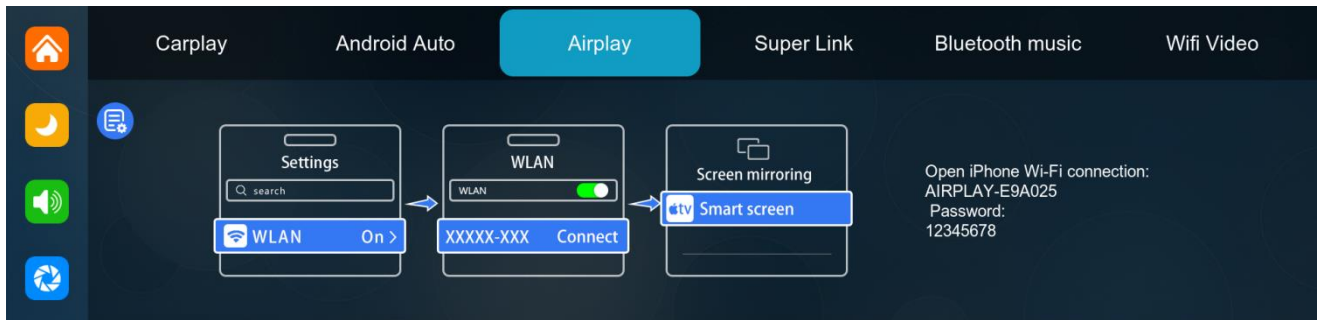 Carplay Android Auto Airplay Super Link Bluetooth music Wifi Video
Settings
search
WLAN On >
WLAN
WLAN
XXXXX-XXX Connect
Screen mirroring
tv Smart screen
Open iPhone Wi-Fi connection:
AIRPLAY-E9A025
Password:
12345678